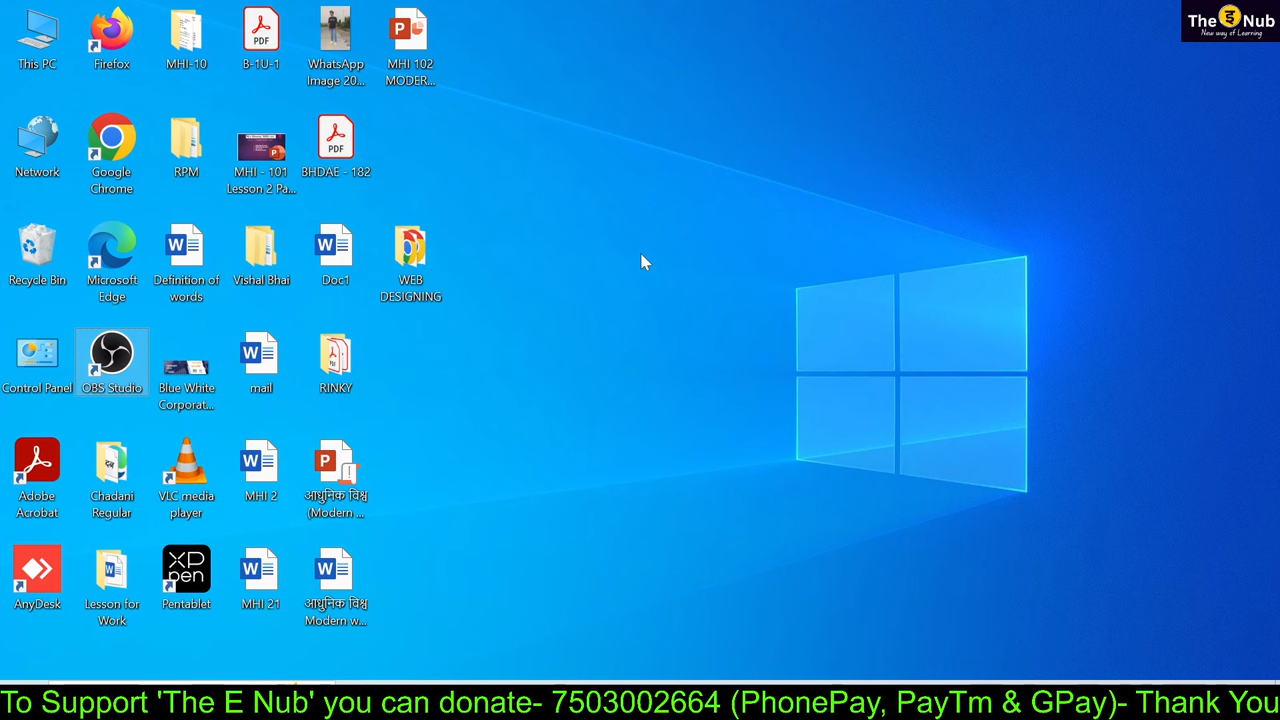 The ई Nub
New way of Learning
This PC
Firefox
MHI-10
PDF
B-1U-1
WhatsApp
Image 20...
P
MHI 102
MODER...
Network
Google
Chrome
RPM
MHI - 101
Lesson 2 Pa...
PDF
BHDAE - 182
Recycle Bin
Microsoft
Edge
W
Definition of
words
Vishal Bhai
W
Doc1
WEB
DESIGNING
Control Panel
OBS Studio
Blue White
Corporat...
W
mail
RINKY
Adobe
Acrobat
Chadani
Regular
VLC media
player
W
MHI 2
P
आधुनिक विश्व
(Modern ...
AnyDesk
W
Lesson for
Work
XP
pen
Pentablet
W
MHI 21
W
आधुनिक विश्व
Modern w...
To Support 'The E Nub' you can donate- 7503002664 (PhonePay, PayTm & GPay)- Thank You